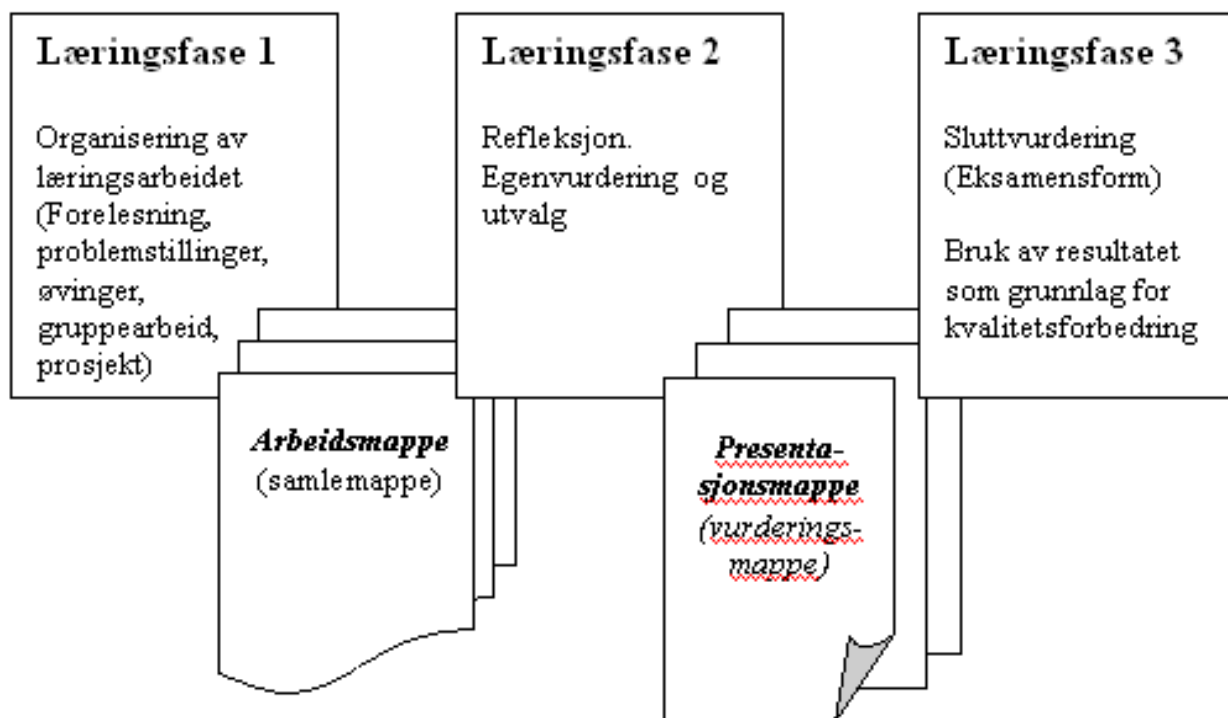 Læringsfase 1
Organisering av
læringsarbeidet
(Forelesning,
problemstillinger,
øvinger,
gruppearbeid,
prosjekt)
Arbeidsmappe
(samlemappe)
Læringsfase 2
Refleksjon.
Egenvurdering og
utvalg
Presenta-
sjonsmappe
(vurderings-
mappe)
Læringsfase 3
Sluttvurdering
(Eksamensform)
Bruk av resultatet
som grunnlag for
kvalitetsforbedring